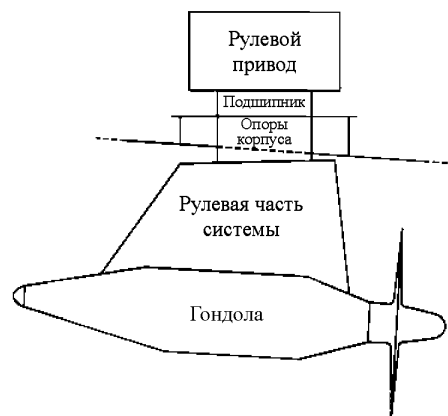 Рулевой
привод
Подшипник
Опоры
корпуса
Рулевая часть
системы
Гондола